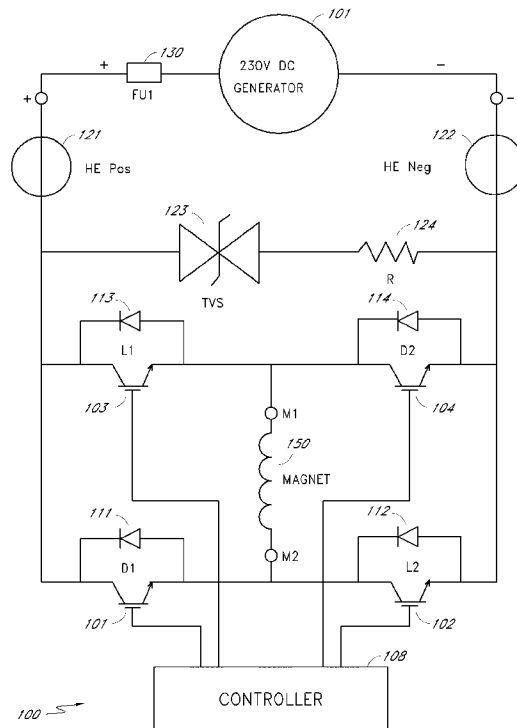 101
130
+
230V DC
GENERATOR
−
FU1
+
−
121
122
HE Pos
HE Neg
123
124
TVS
R
113
114
L1
D2
103
104
M1
150
MAGNET
111
112
M2
D1
L2
101
102
108
CONTROLLER
100